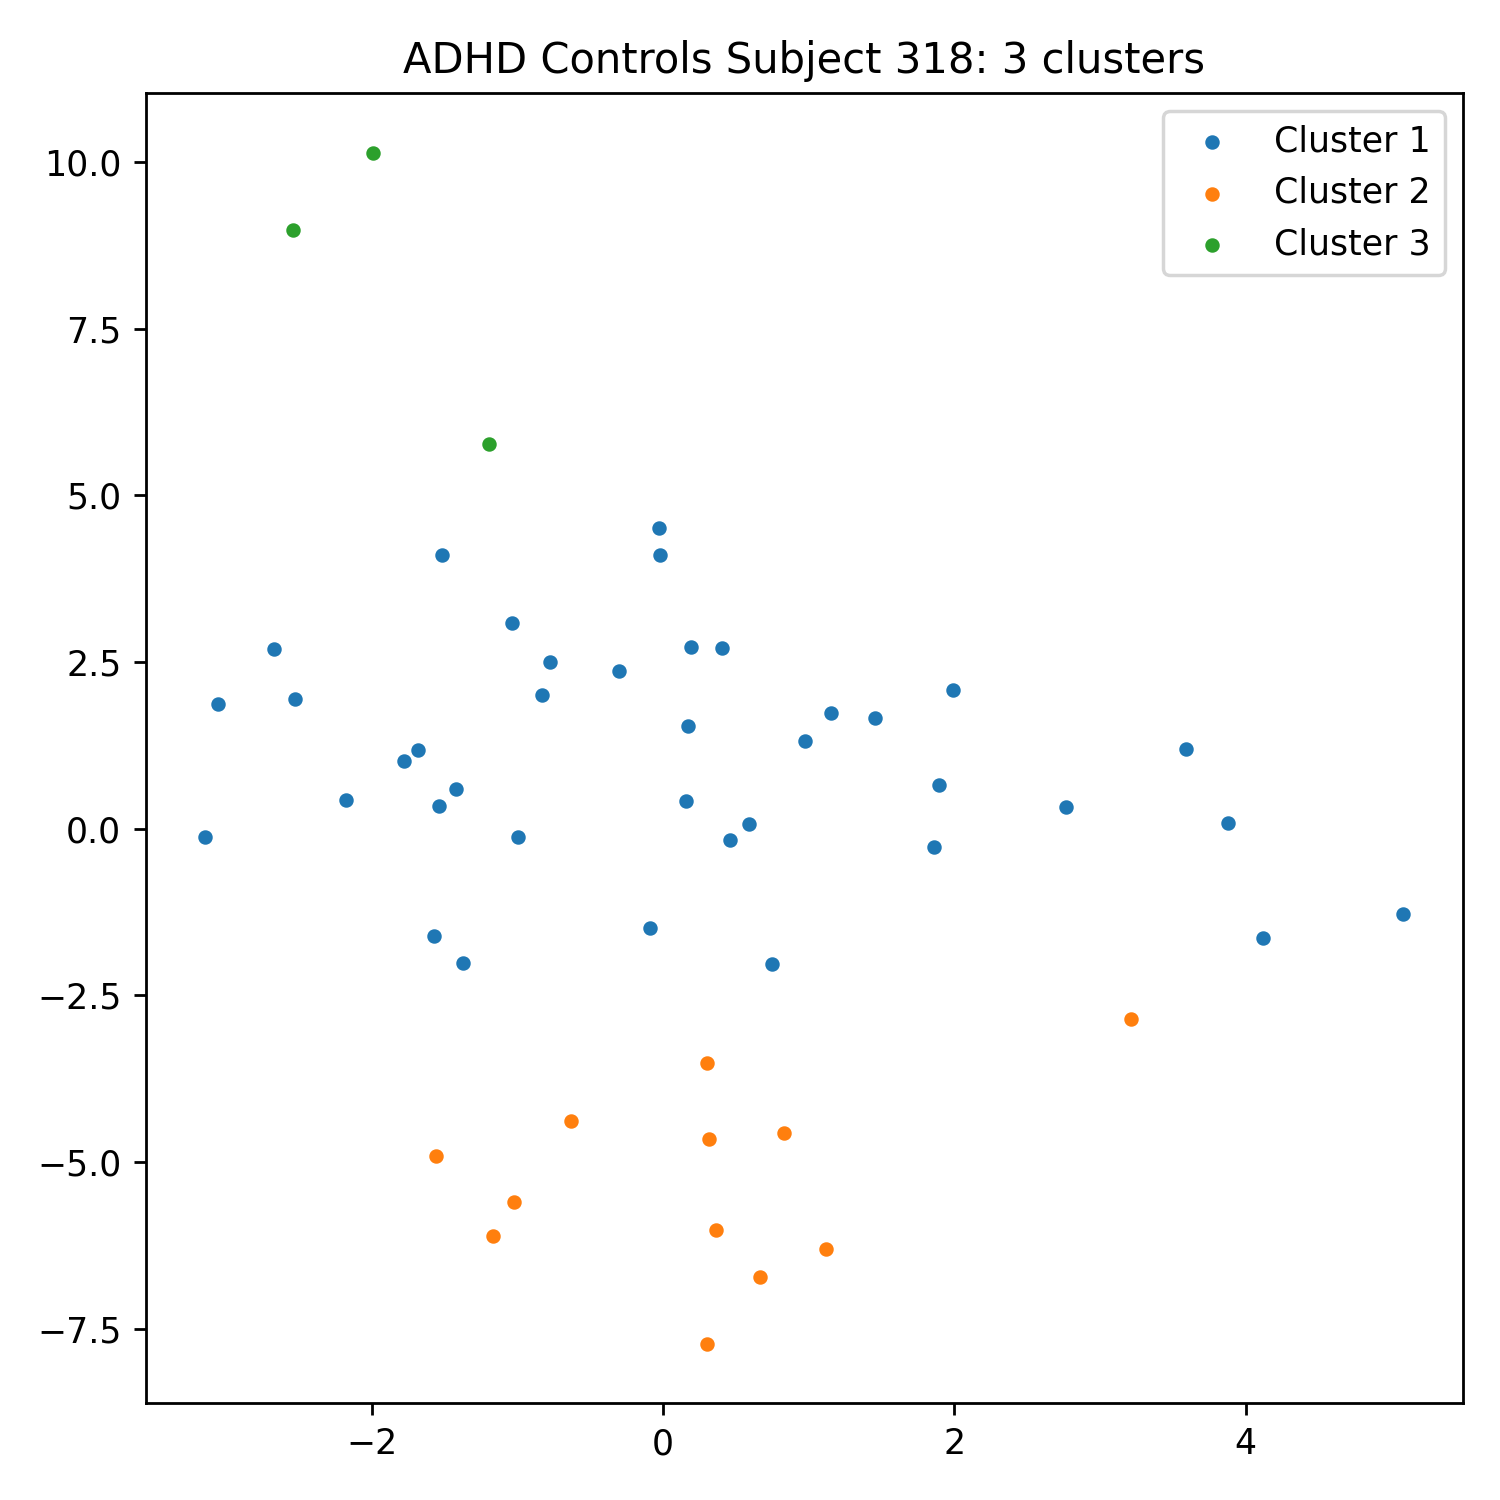 ADHD Controls Subject 318: 3 clusters
Cluster 1
Cluster 2
Cluster 3
10.0
7.5
5.0
2.5
0.0
−2.5
−5.0
−7.5
−2 0 2 4